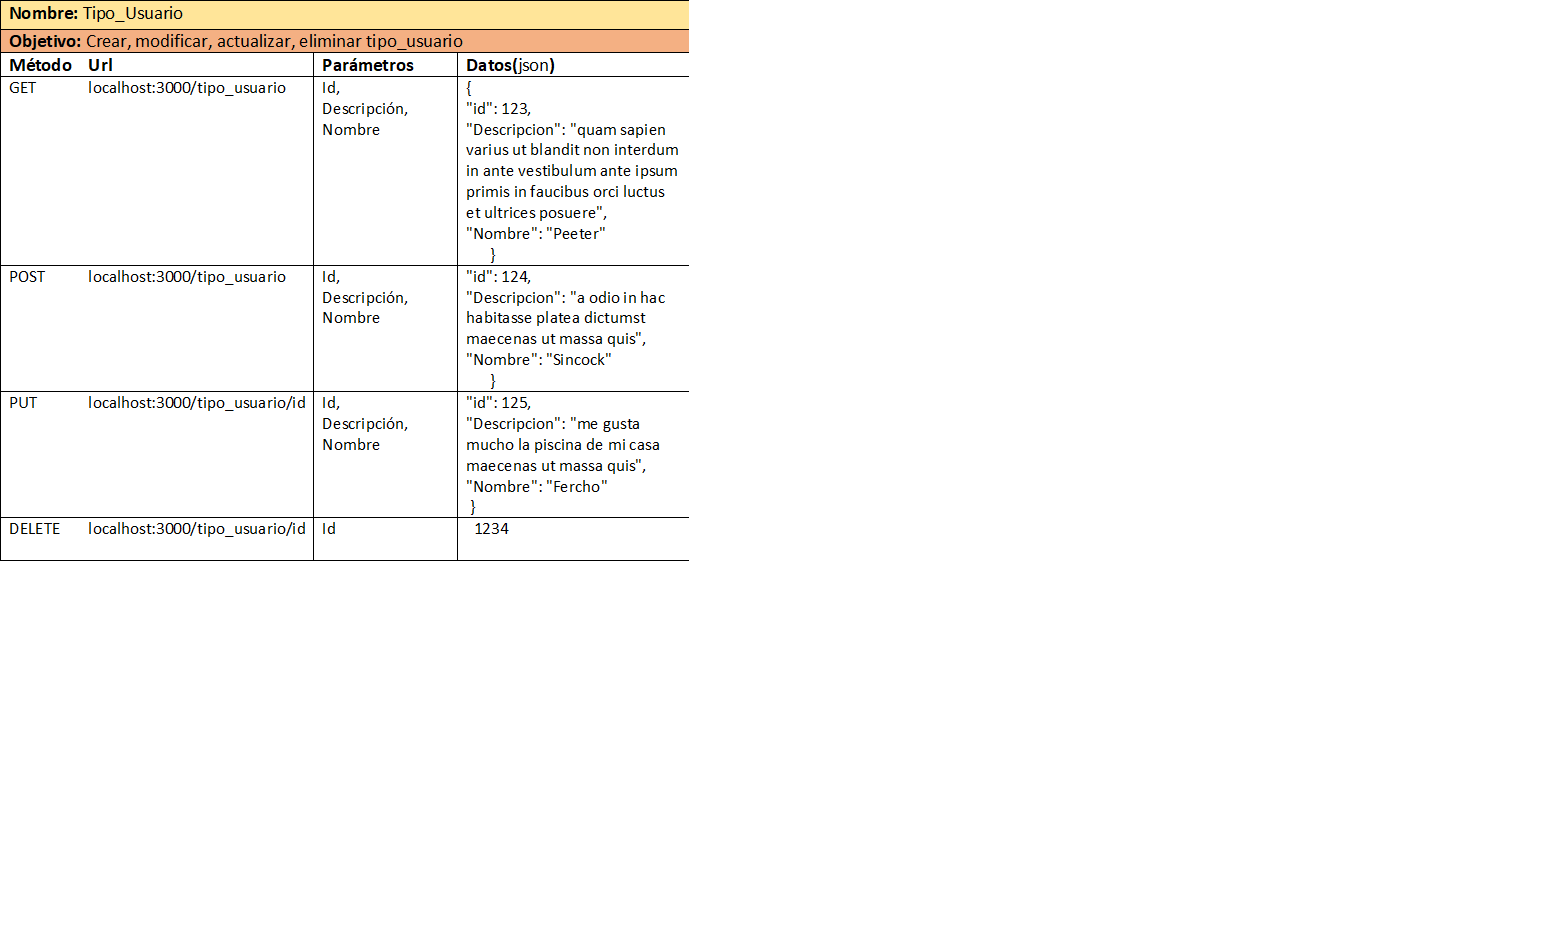 Nombre: Tipo_Usuario
Objetivo: Crear, modificar, actualizar, eliminar tipo_usuario
Método Url Parámetros Datos(json)
GET localhost:3000/tipo_usuario Id, {
Descripción, "id": 123,
Nombre "Descripcion": "quam sapien
varius ut blandit non interdum
in ante vestibulum ante ipsum
primis in faucibus orci luctus
et ultrices posuere",
"Nombre": "Peeter"
}
POST localhost:3000/tipo_usuario Id, "id": 124,
Descripción, "Descripcion": "a odio in hac
Nombre habitasse platea dictumst
maecenas ut massa quis",
"Nombre": "Sincock"
}
PUT localhost:3000/tipo_usuario/id Id, "id": 125,
Descripción, "Descripcion": "me gusta
Nombre mucho la piscina de mi casa
maecenas ut massa quis",
"Nombre": "Fercho"
}
DELETE localhost:3000/tipo_usuario/id Id 1234